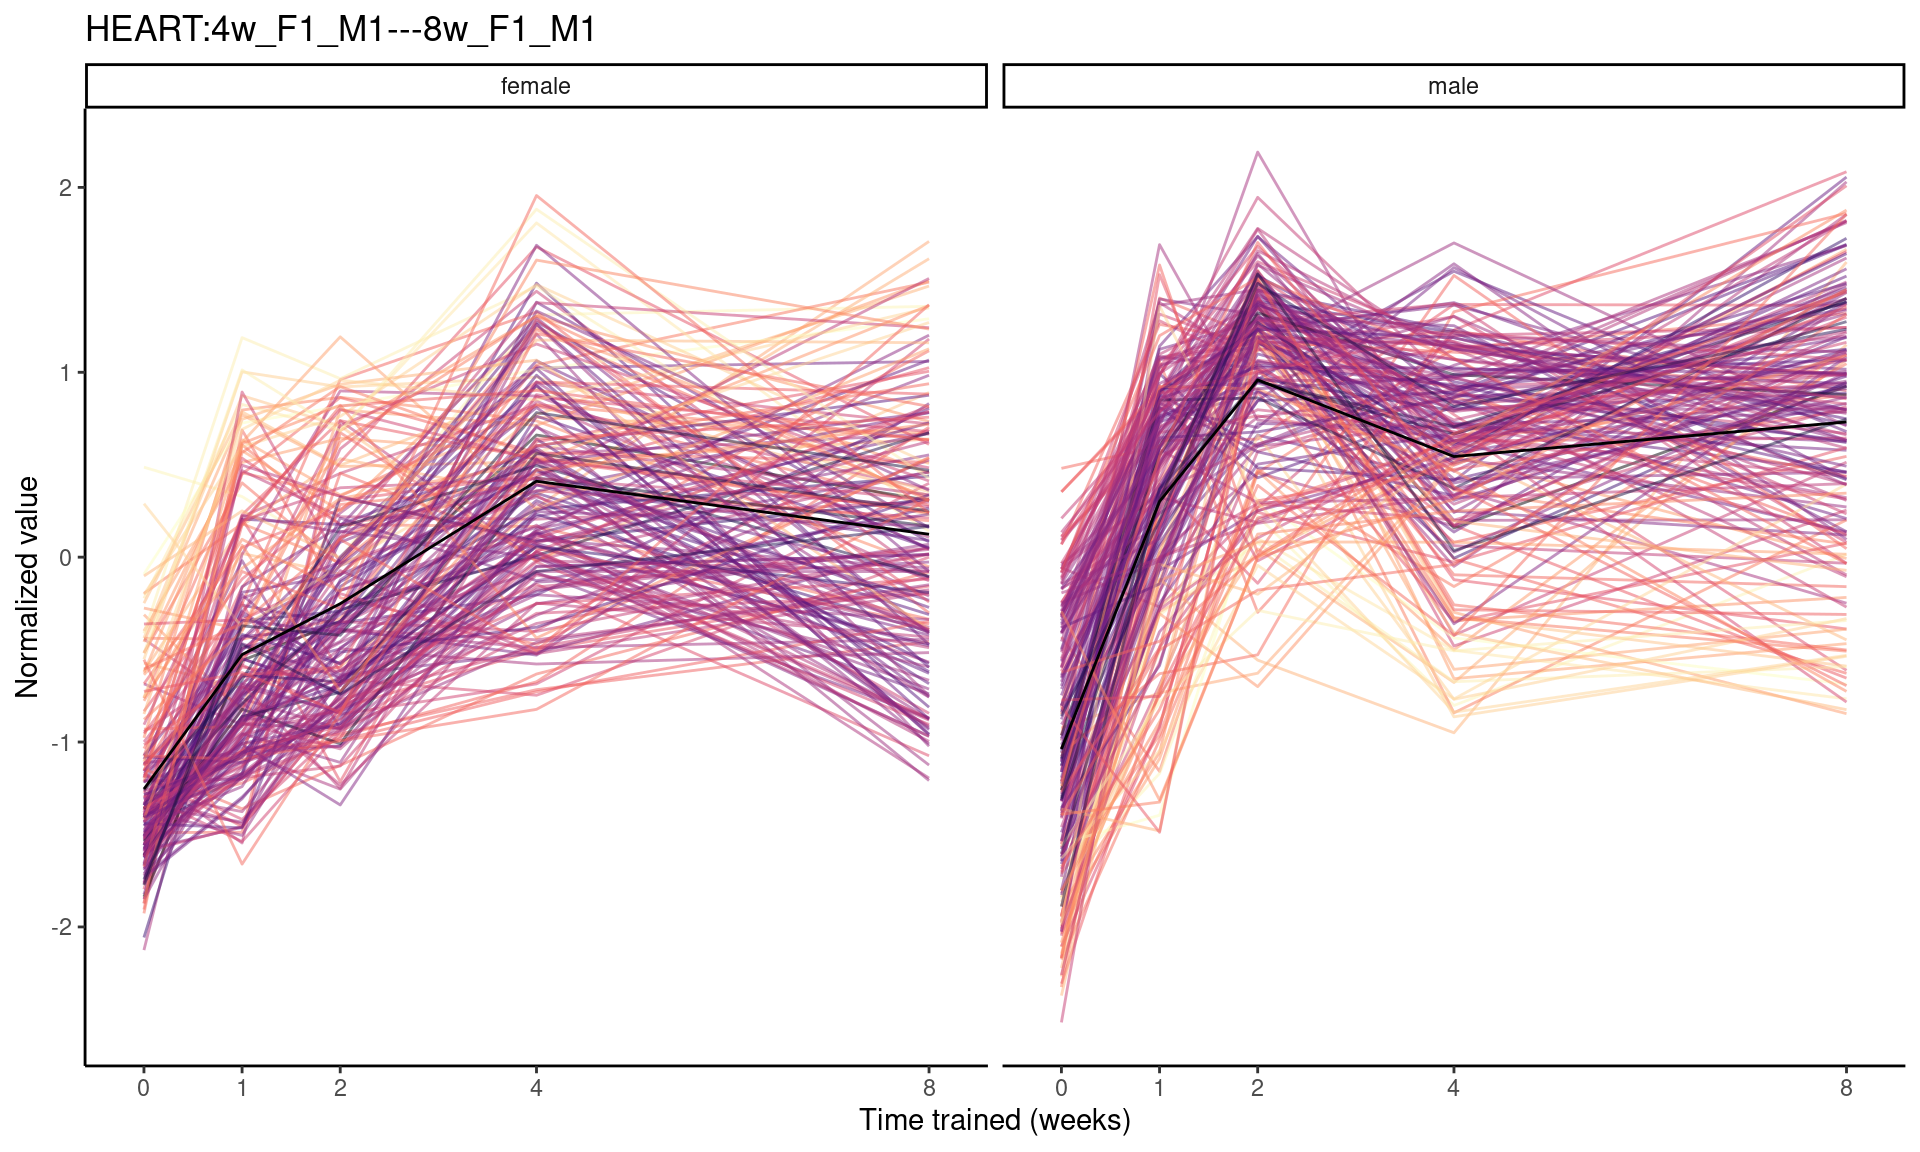 HEART:4w_F1_M1---8w_F1_M1
female
male
Normalized value
2
1
0
-1
-2
0 1 2 4 8
0 1 2 4 8
Time trained (weeks)